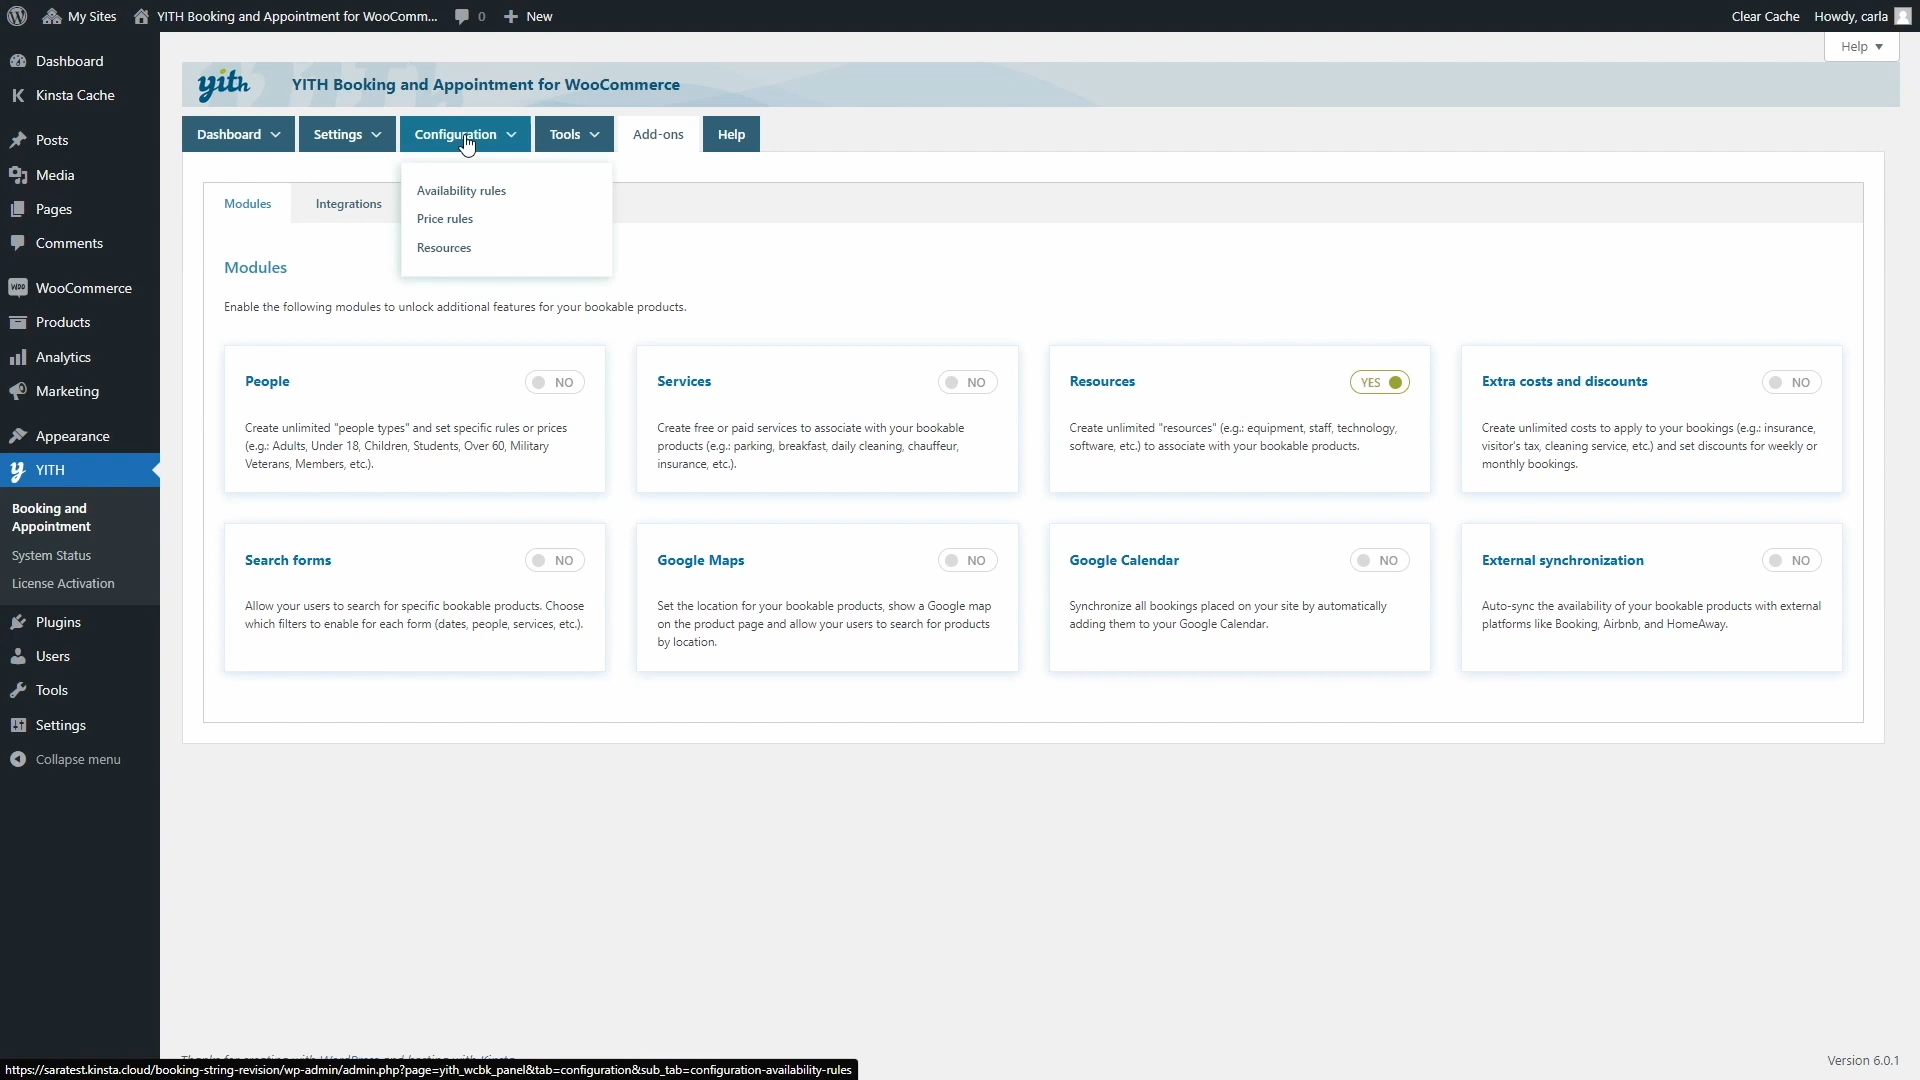 My Sites
YITH Booking and Appointment for WooComm...
0
New
Clear Cache
Howdy, carla
Help
Dashboard
Kinsta Cache
Posts
Media
Pages
Comments
WooCommerce
Products
Analytics
Marketing
Appearance
YITH
Booking and
Appointment
System Status
License Activation
Plugins
Users
Tools
Settings
Collapse menu
yith
YITH Booking and Appointment for WooCommerce
Dashboard
Settings
Configuration
Tools
Add-ons
Help
Availability rules
Price rules
Resources
Modules
Integrations
Modules
Enable the following modules to unlock additional features for your bookable products.
People
NO
Create unlimited "people types" and set specific rules or prices
(e.g.: Adults, Under 18, Children, Students, Over 60, Military
Veterans, Members, etc.).
Services
NO
Create free or paid services to associate with your bookable
products (e.g.: parking, breakfast, daily cleaning, chauffeur,
insurance, etc.).
Resources
YES
Create unlimited "resources" (e.g.: equipment, staff, technology,
software, etc.) to associate with your bookable products.
Extra costs and discounts
NO
Create unlimited costs to apply to your bookings (e.g.: insurance,
visitor's tax, cleaning service, etc.) and set discounts for weekly or
monthly bookings.
Search forms
NO
Allow your users to search for specific bookable products. Choose
which filters to enable for each form (dates, people, services, etc.).
Google Maps
NO
Set the location for your bookable products, show a Google map
on the product page and allow your users to search for products
by location.
Google Calendar
NO
Synchronize all bookings placed on your site by automatically
adding them to your Google Calendar.
External synchronization
NO
Auto-sync the availability of your bookable products with external
platforms like Booking, Airbnb, and HomeAway.
Thanks for creating with WordPress and hosting with Kinsta
Version 6.0.1
https://saratest.kinsta.cloud/booking-string-revision/wp-admin/admin.php?page=yith_wcbk_panel&tab=configuration&sub_tab=configuration-availability-rules